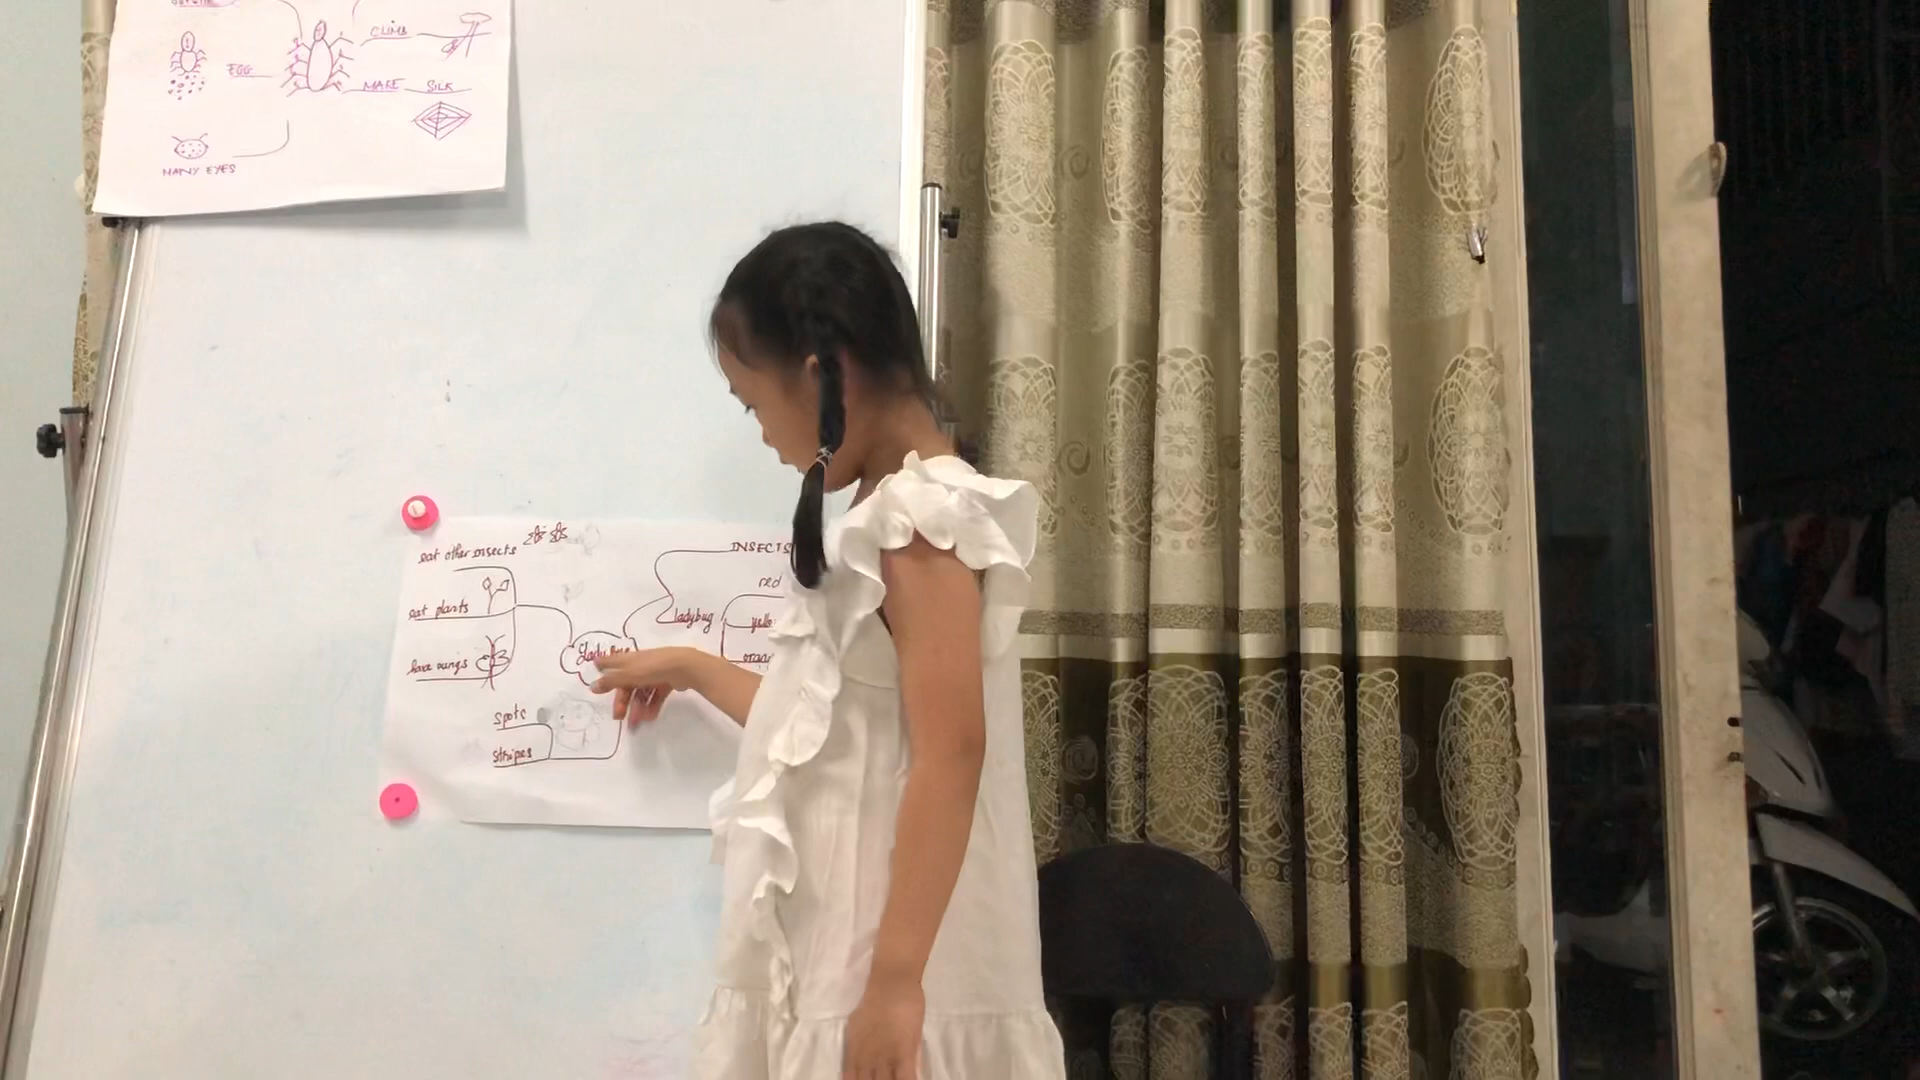 CLIMB
EGG
MAKE SILK
MANY EYES
eat other insects
INSECTS
red
eat plants
ladybug
have wings
spots
stripes